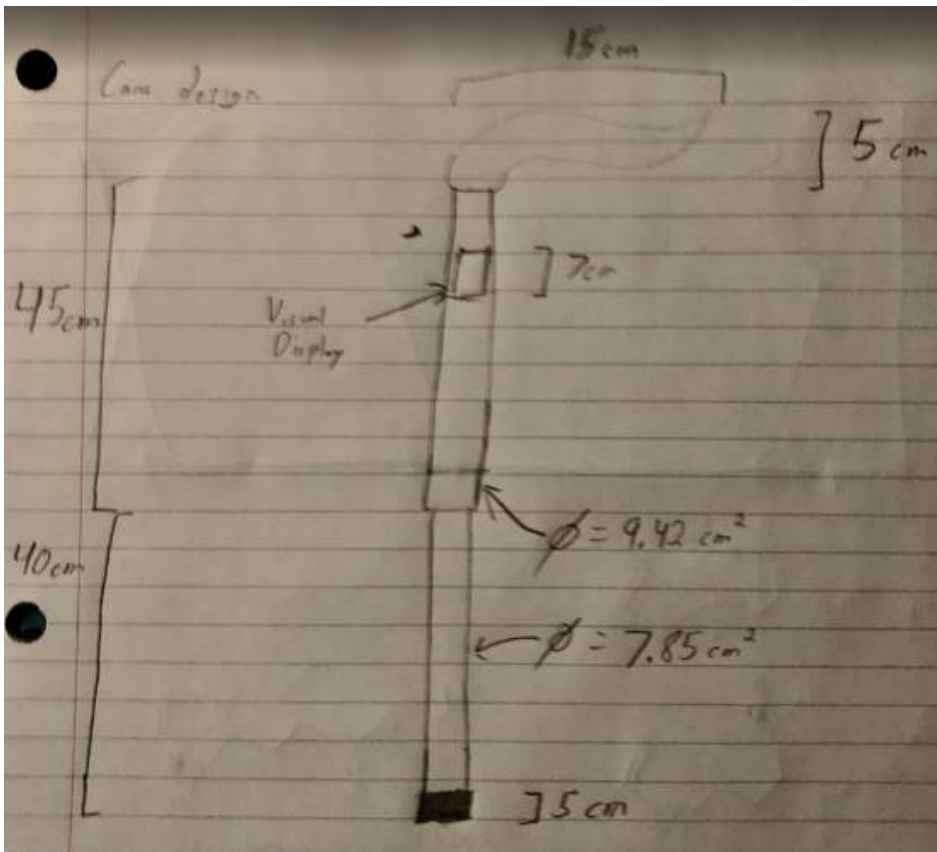 15cm
Cane design
5 cm
7cm
45cm
Visual
Display
ϕ = 9.42 cm²
40cm
ϕ = 7.85 cm²
5 cm